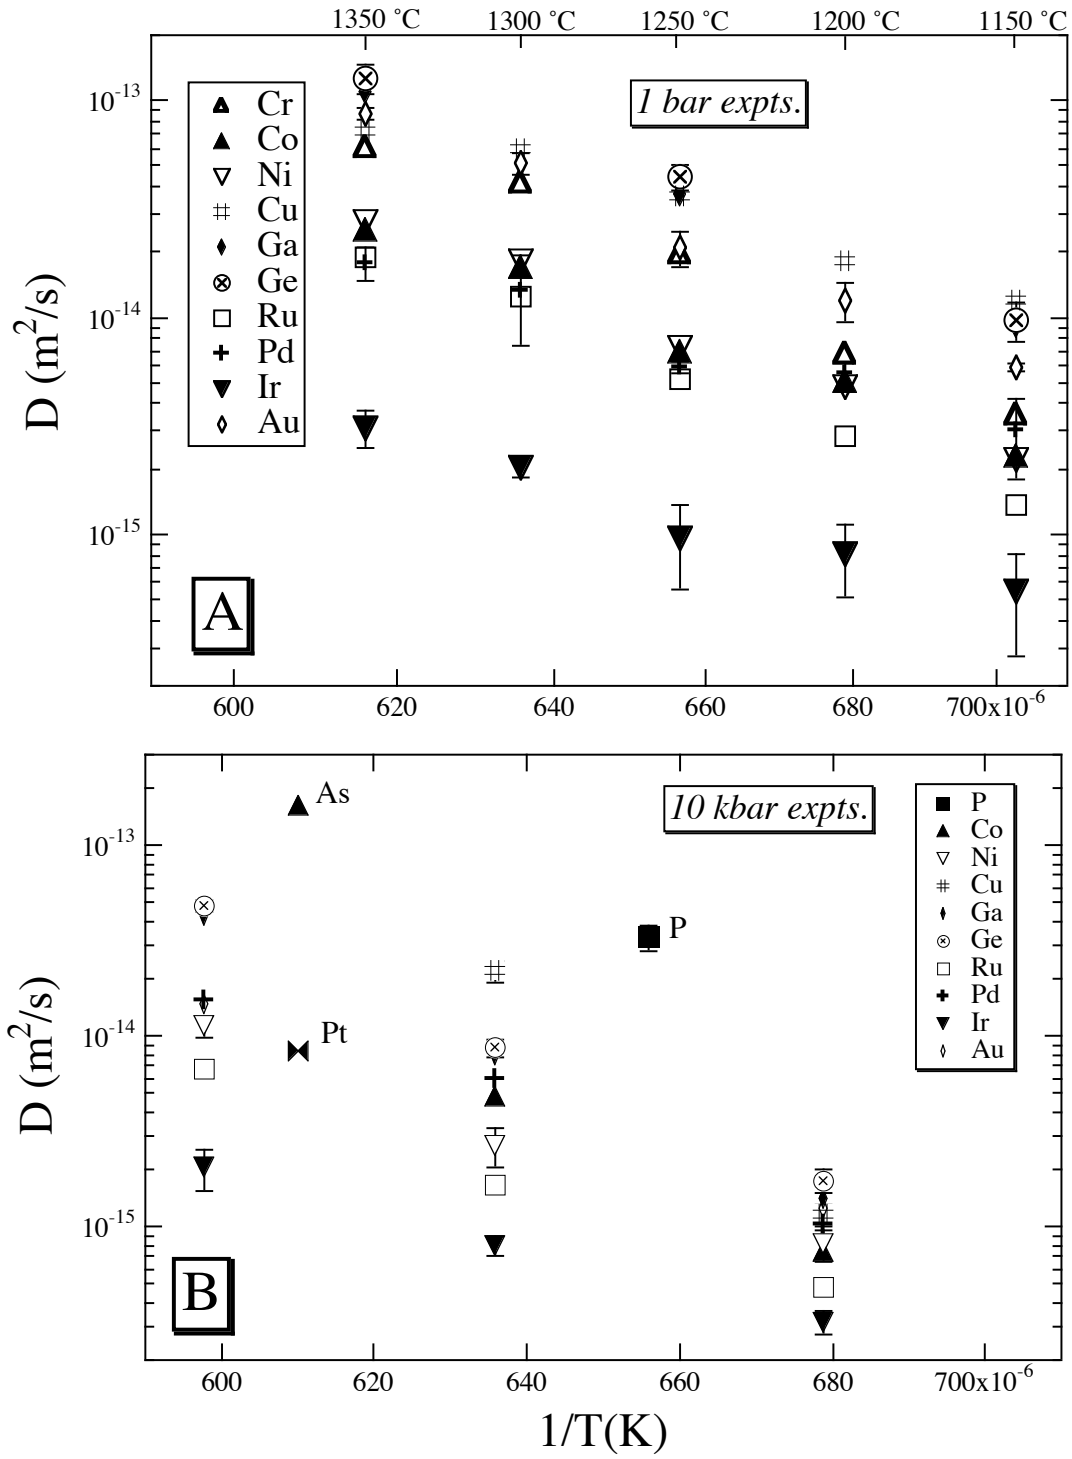 1350 °C 1300 °C 1250 °C 1200 °C 1150 °C
1 bar expts.
Cr
Co
Ni
Cu
Ga
Ge
Ru
Pd
Ir
Au
10-13
10-14
10-15
D (m2/s)
A
600 620 640 660 680 700x10-6
10 kbar expts.
As
P
Pt
P
Co
Ni
Cu
Ga
Ge
Ru
Pd
Ir
Au
10-13
10-14
10-15
D (m2/s)
B
600 620 640 660 680 700x10-6
1/T(K)